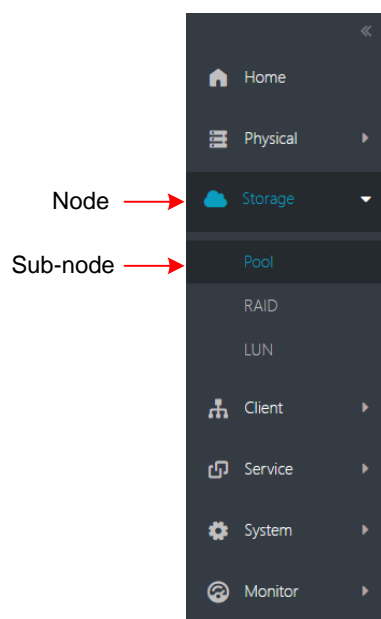 Home
Physical
Node
Storage
Sub-node
Pool
RAID
LUN
Client
Service
System
Monitor